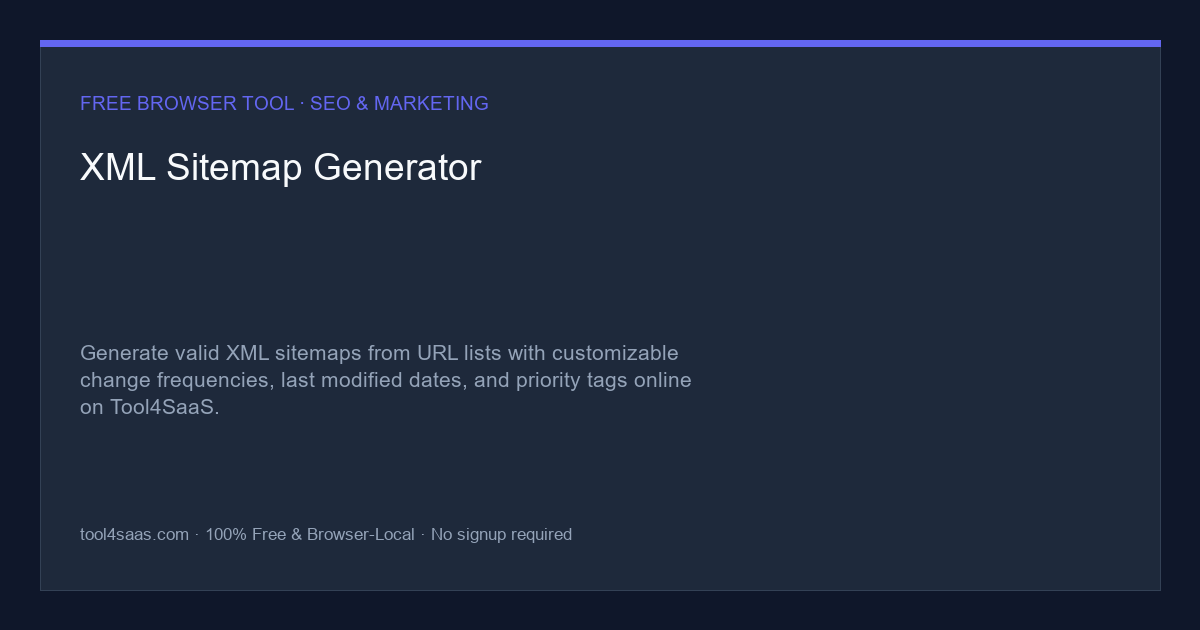 FREE BROWSER TOOL · SEO & MARKETING
XML Sitemap Generator
Generate valid XML sitemaps from URL lists with customizable
change frequencies, last modified dates, and priority tags online
on Tool4SaaS.
tool4saas.com · 100% Free & Browser-Local · No signup required